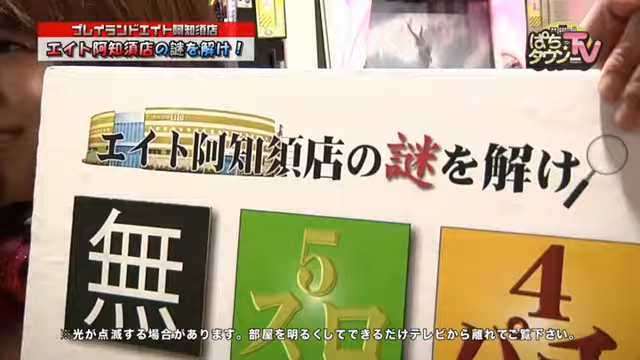 プレイランドエイト阿知須店
エイト阿知須店の謎を解け!
ぱち
タウン
TV
エイト阿知須店の謎を解け
無
5
スロ
4
パイ
※光が点滅する場合があります。部屋を明るくしてできるだけテレビから離れてご覧下さい。